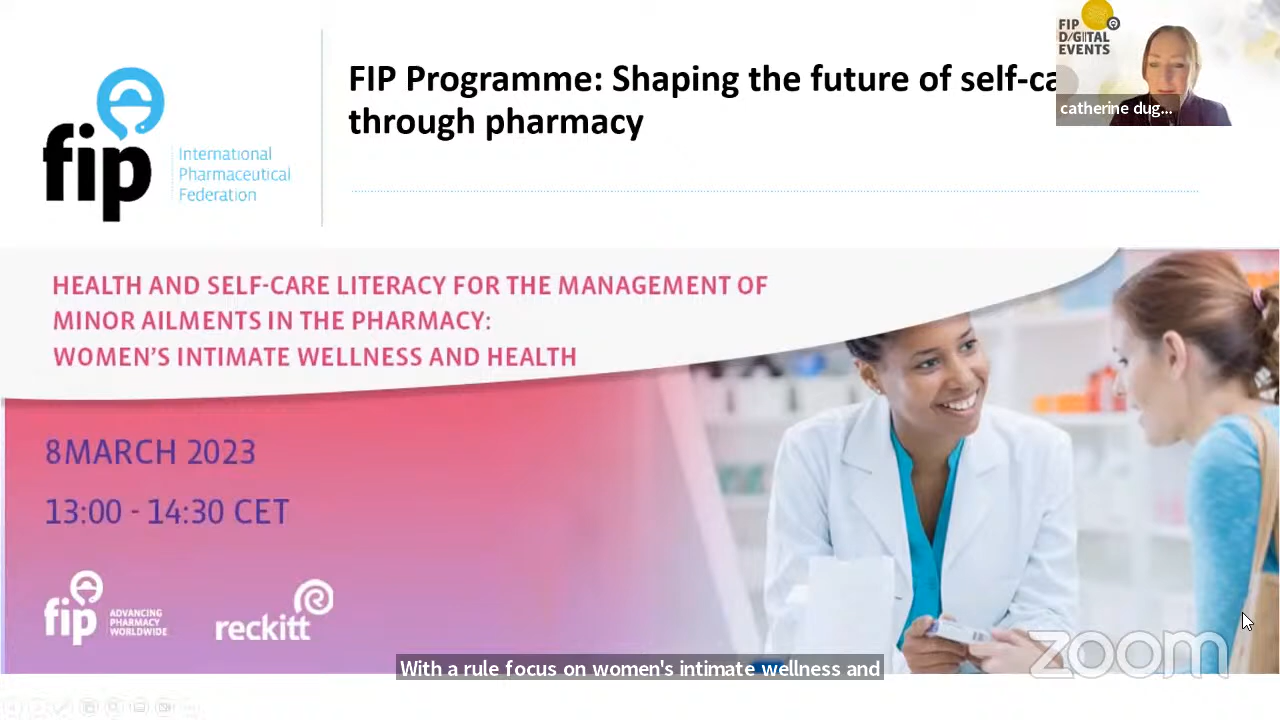 FIP Programme: Shaping the future of self-ca
through pharmacy
FIP
D/GITAL
EVENTS
catherine dug...
fip
International
Pharmaceutical
Federation
HEALTH AND SELF-CARE LITERACY FOR THE MANAGEMENT OF
MINOR AILMENTS IN THE PHARMACY:
WOMEN'S INTIMATE WELLNESS AND HEALTH
8MARCH 2023
13:00 - 14:30 CET
fip
ADVANCING
PHARMACY
WORLDWIDE
reckitt
zoom
With a rule focus on women's intimate wellness and